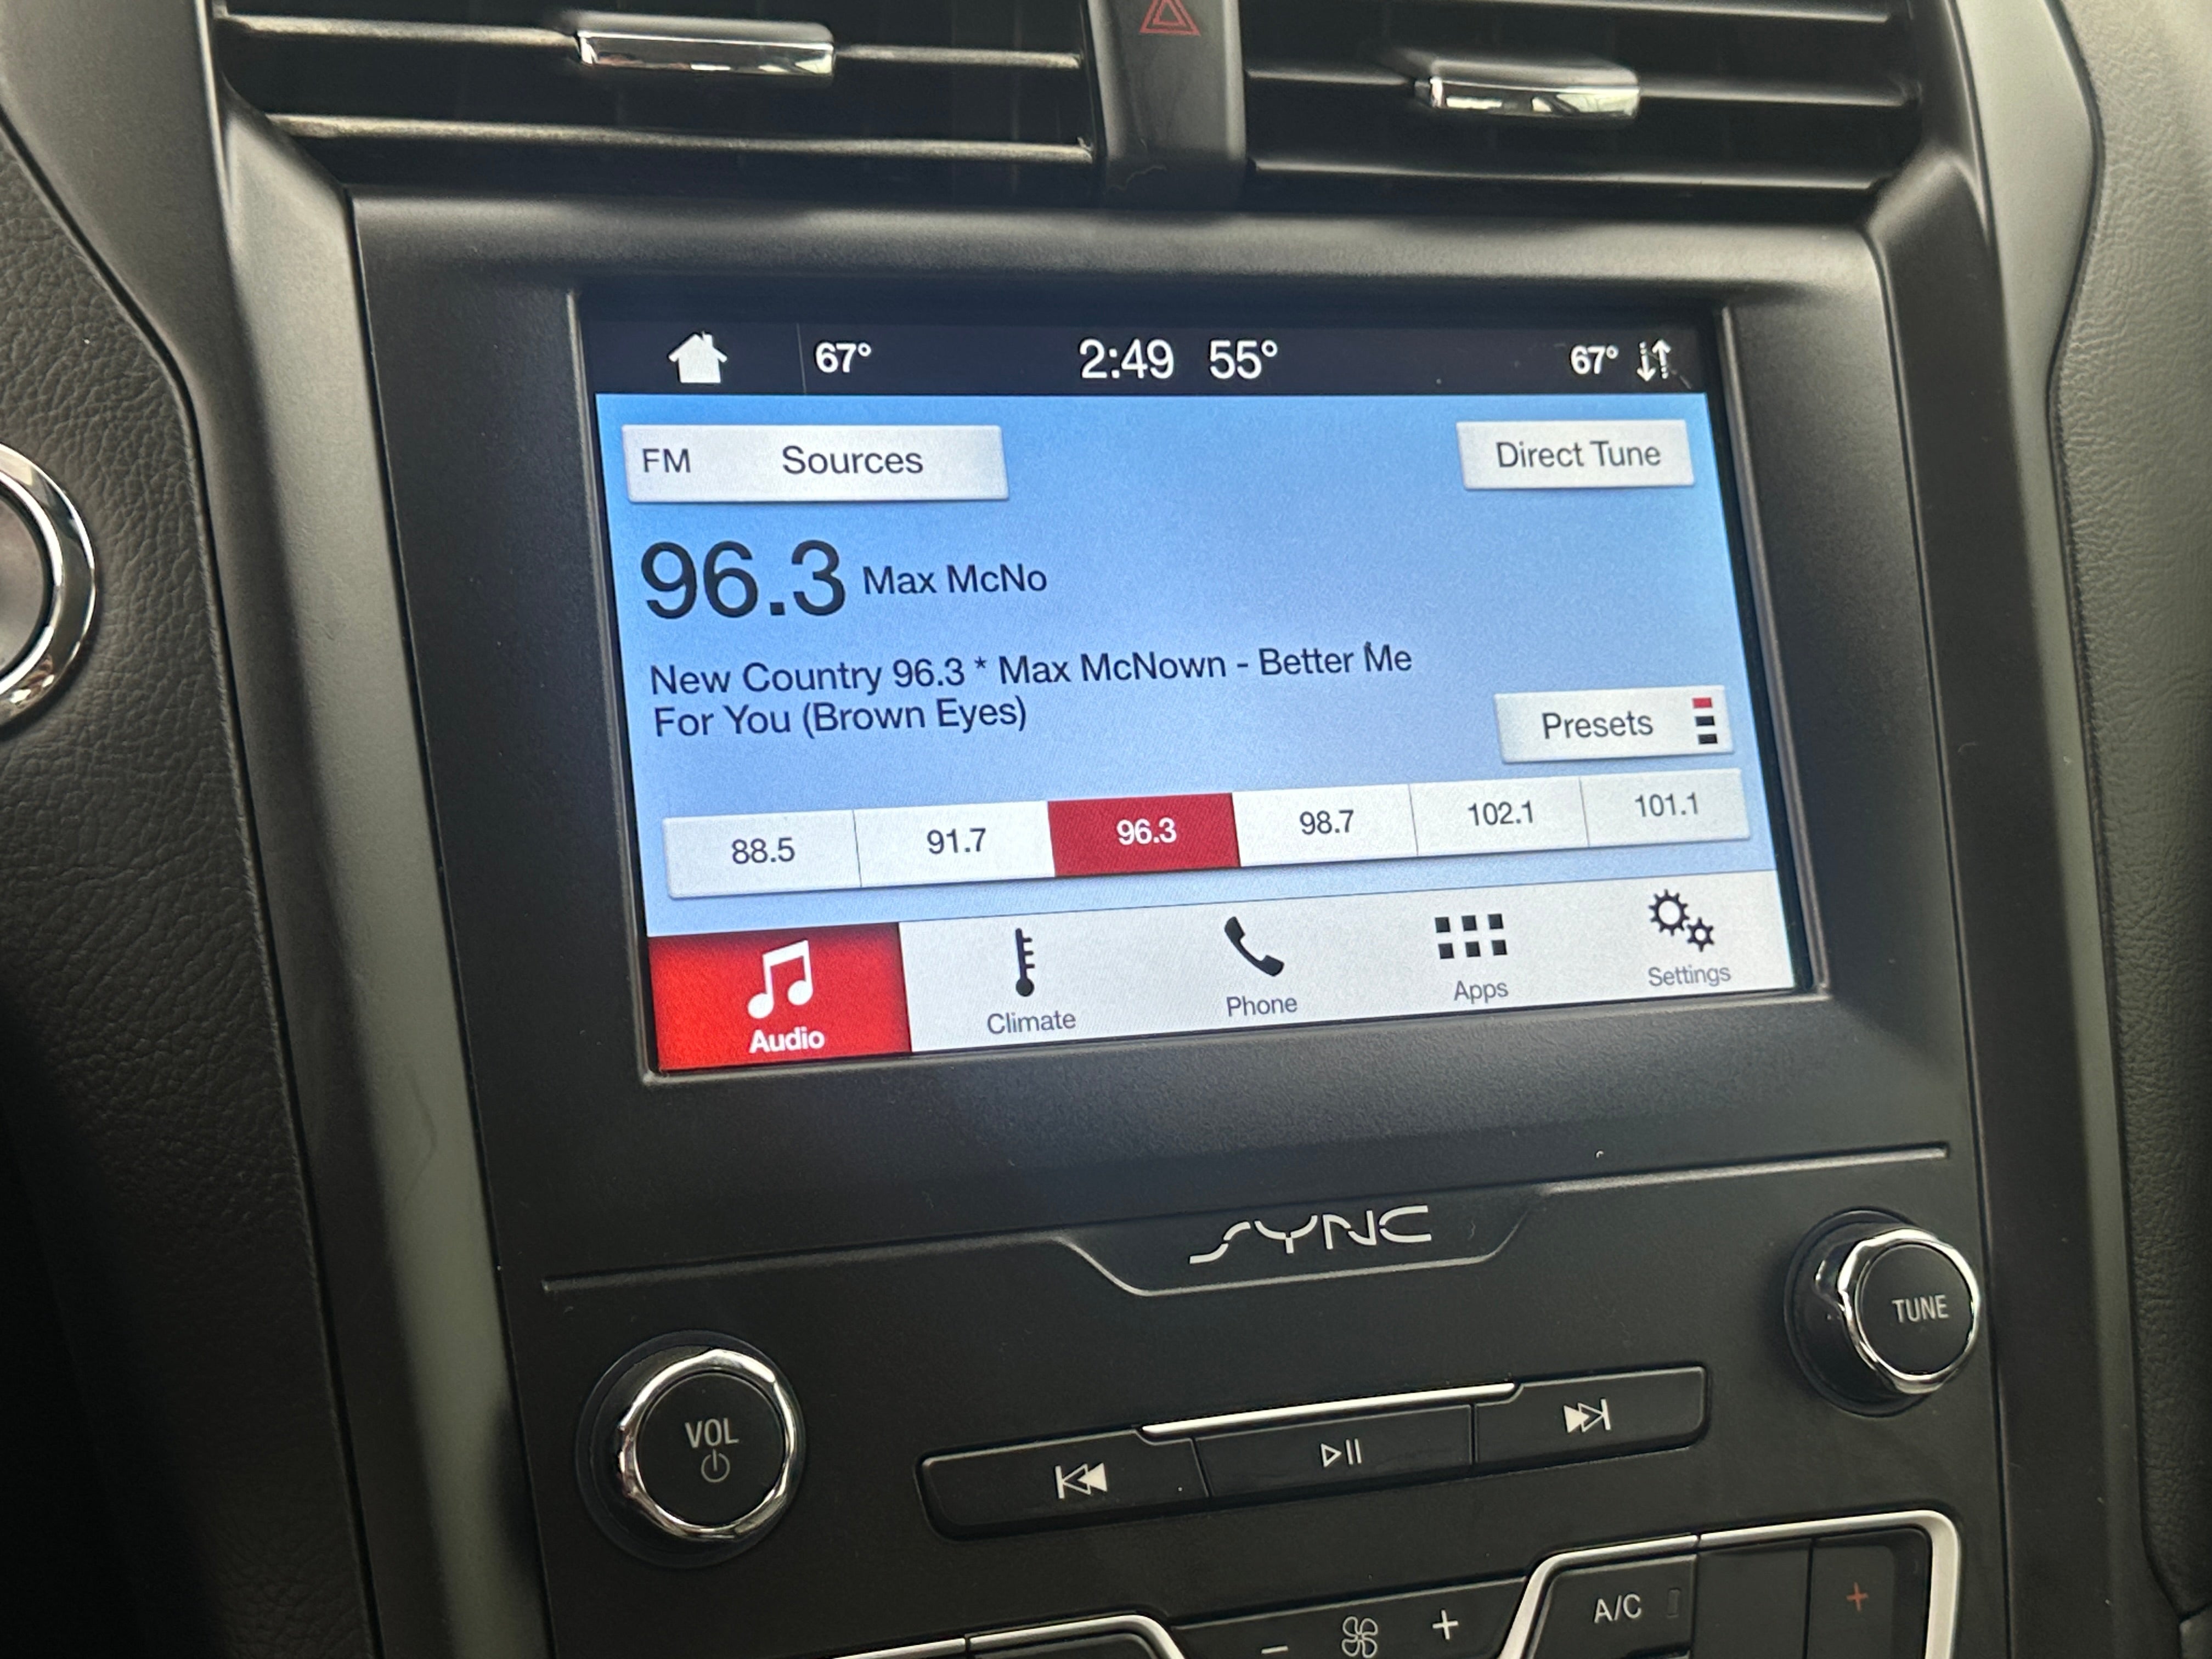 67° 2:49 55° 67°
FM Sources Direct Tune
96.3 Max McNo
New Country 96.3 * Max McNown - Better Me
For You (Brown Eyes)
Presets
88.5 91.7 96.3 98.7 102.1 101.1
Audio Climate Phone Apps Settings
SYNC
TUNE
VOL
- + A/C +